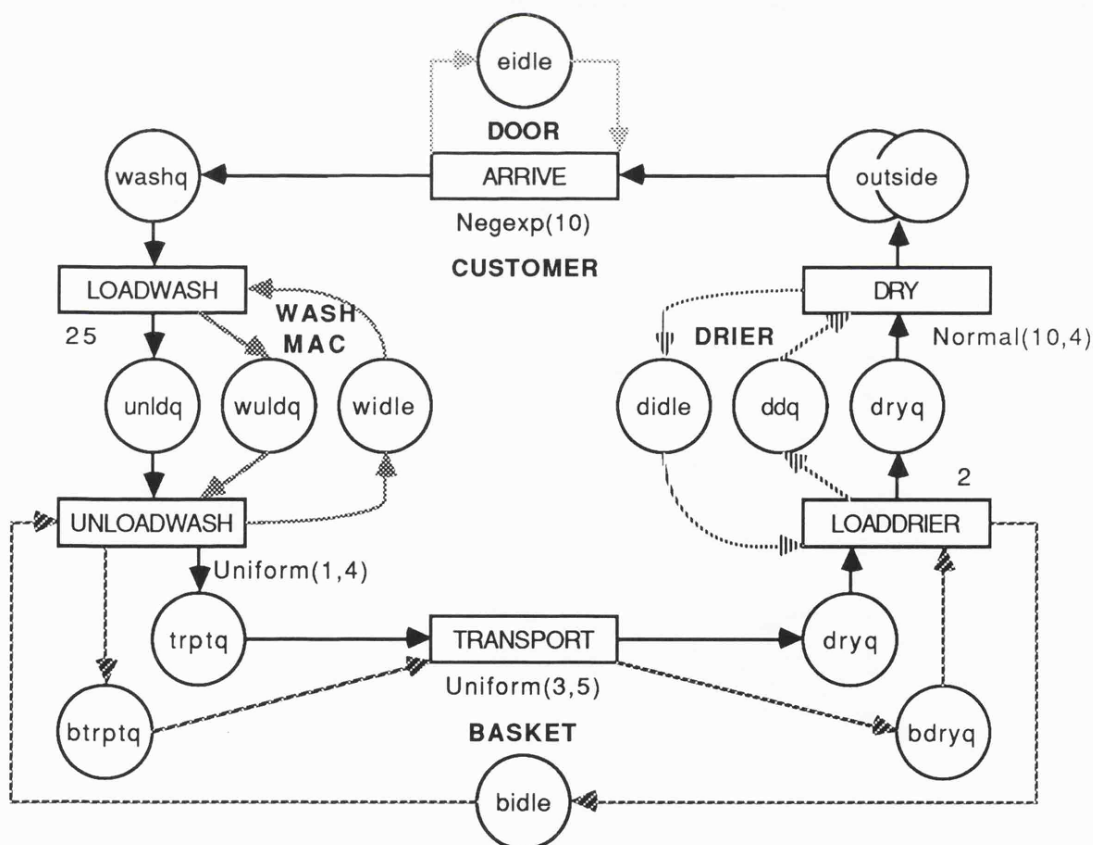 eidle
DOOR
washq
ARRIVE
outside
Negexp(10)
CUSTOMER
LOADWASH
DRY
25
WASH
MAC
DRIER
Normal(10,4)
unldq
wuldq
widle
didle
ddq
dryq
2
UNLOADWASH
LOADDRIER
Uniform(1,4)
trptq
TRANSPORT
dryq
Uniform(3,5)
btrptq
BASKET
bdryq
bidle